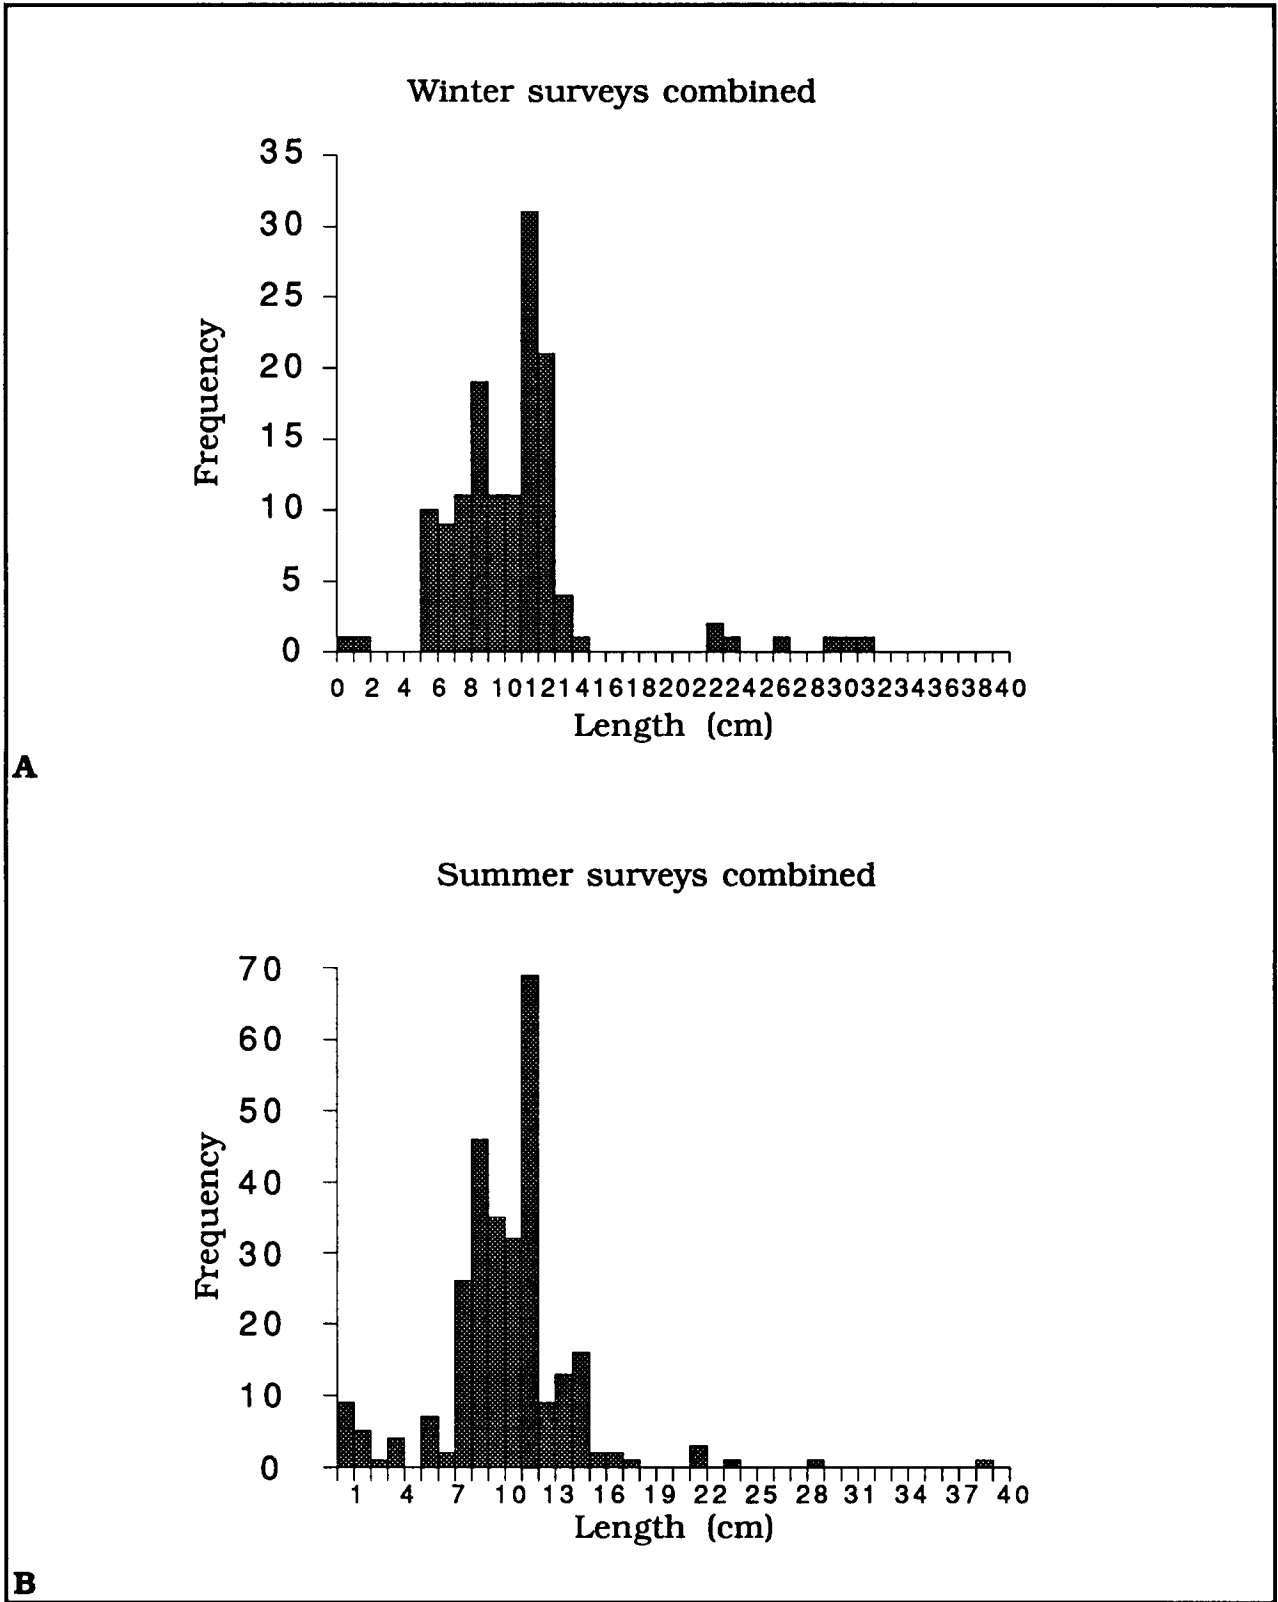 Winter surveys combined
35
30
25
20
15
10
5
0
Frequency
0 2 4 6 8 10 12 14 16 18 20 22 24 26 28 30 32 34 36 38 40
Length (cm)
A
Summer surveys combined
70
60
50
40
30
20
10
0
Frequency
1 4 7 10 13 16 19 22 25 28 31 34 37 40
Length (cm)
B